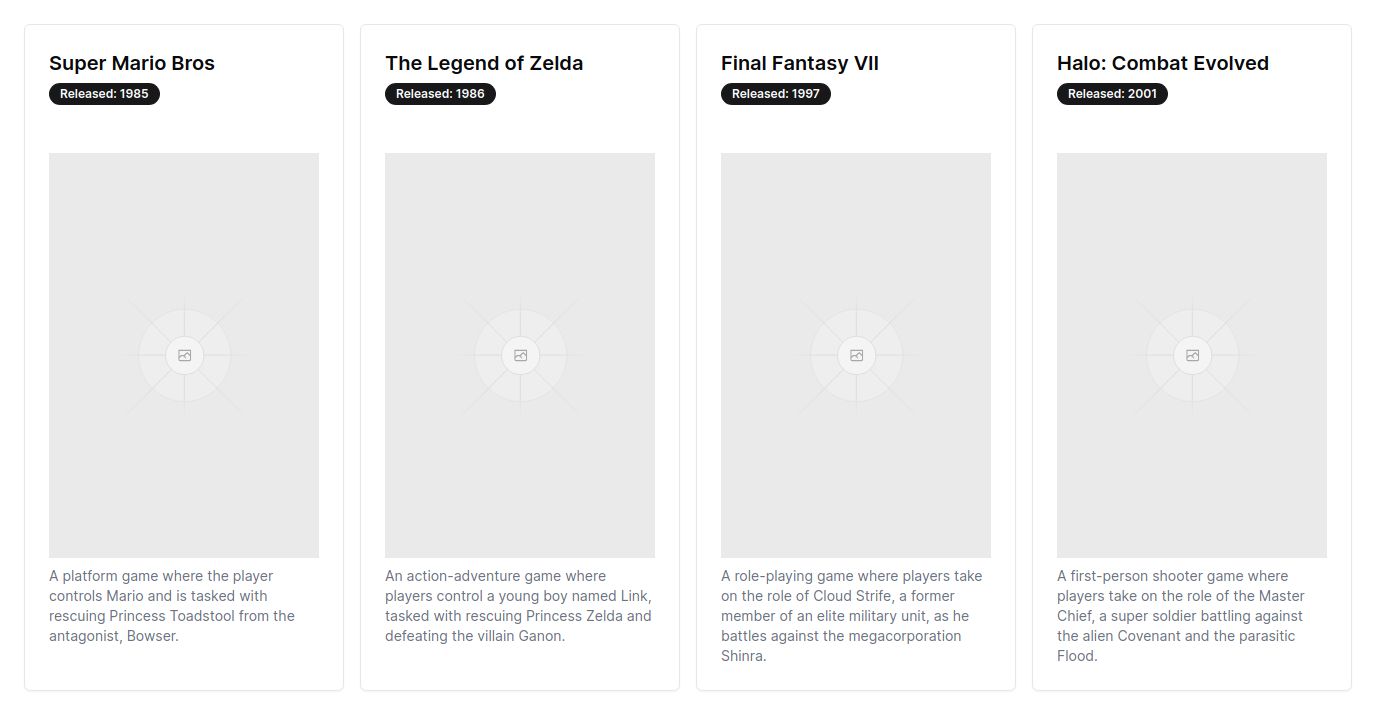 Super Mario Bros
Released: 1985
A platform game where the player
controls Mario and is tasked with
rescuing Princess Toadstool from the
antagonist, Bowser.
The Legend of Zelda
Released: 1986
An action-adventure game where
players control a young boy named Link,
tasked with rescuing Princess Zelda and
defeating the villain Ganon.
Final Fantasy VII
Released: 1997
A role-playing game where players take
on the role of Cloud Strife, a former
member of an elite military unit, as he
battles against the megacorporation
Shinra.
Halo: Combat Evolved
Released: 2001
A first-person shooter game where
players take on the role of the Master
Chief, a super soldier battling against
the alien Covenant and the parasitic
Flood.